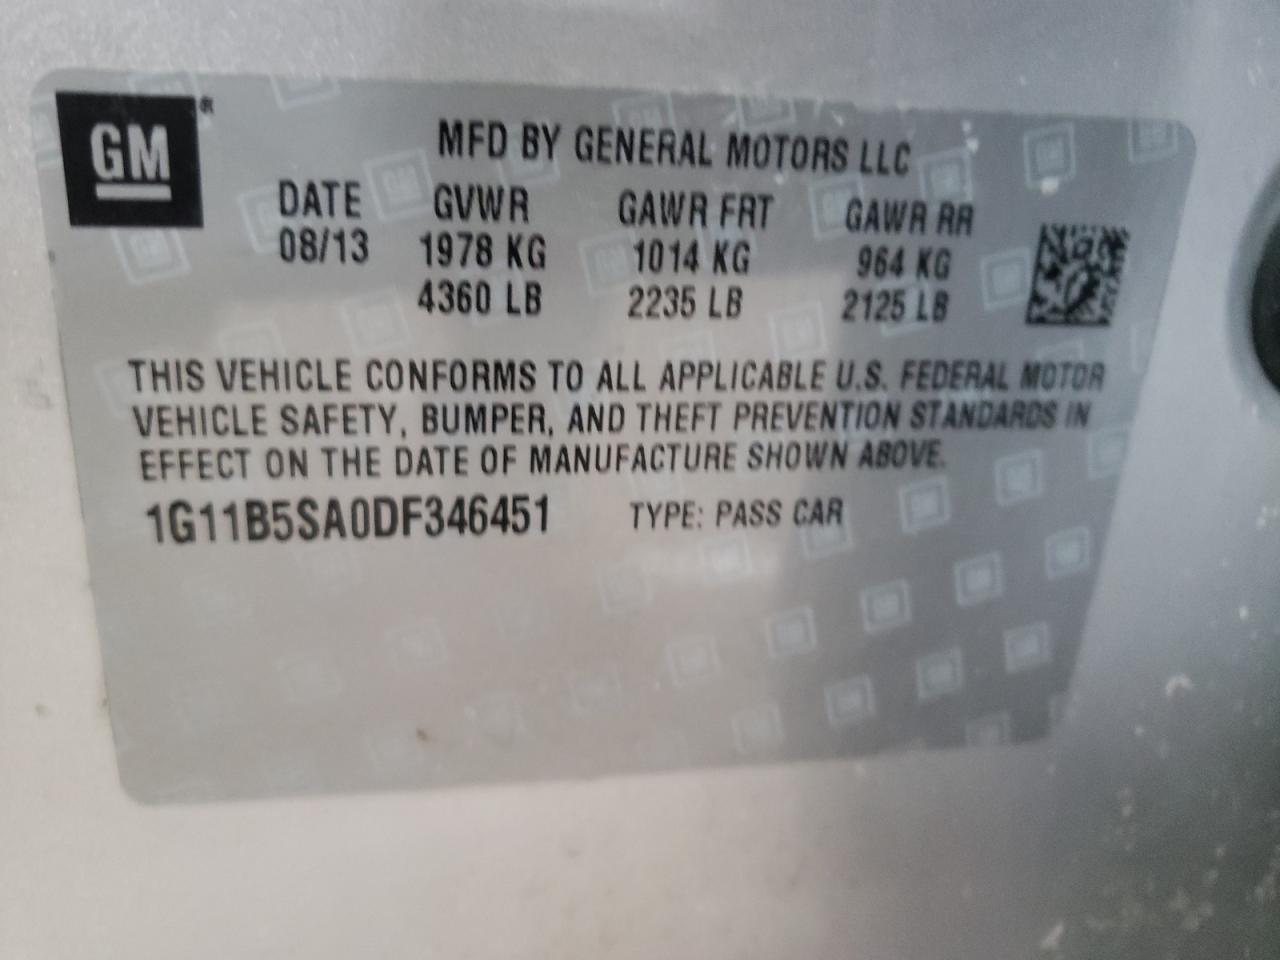 GM®
MFD BY GENERAL MOTORS LLC
DATE GVWR GAWR FRT GAWR RR
08/13 1978 KG 1014 KG 964 KG
4360 LB 2235 LB 2125 LB
THIS VEHICLE CONFORMS TO ALL APPLICABLE U.S. FEDERAL MOTOR
VEHICLE SAFETY, BUMPER, AND THEFT PREVENTION STANDARDS IN
EFFECT ON THE DATE OF MANUFACTURE SHOWN ABOVE.
1G11B5SA0DF346451 TYPE: PASS CAR